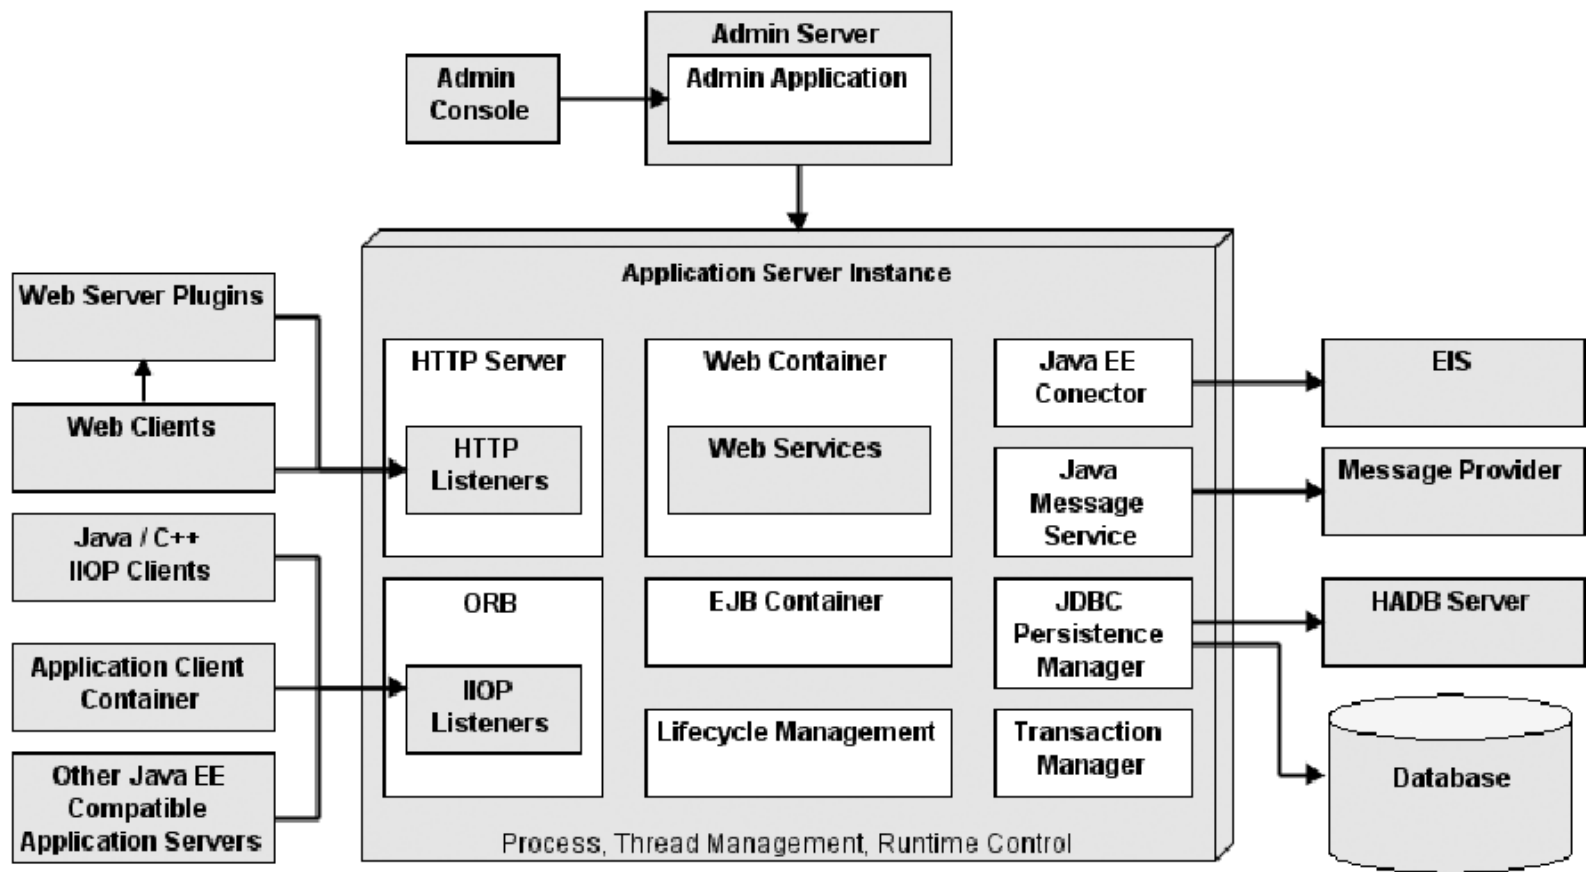 Admin Server
Admin
Console
Admin Application
Application Server Instance
Web Server Plugins
Web Clients
Java / C++
IIOP Clients
Application Client
Container
Other Java EE
Compatible
Application Servers
HTTP Server
HTTP
Listeners
ORB
IIOP
Listeners
Web Container
Web Services
EJB Container
Lifecycle Management
Java EE
Conector
Java
Message
Service
JDBC
Persistence
Manager
Transaction
Manager
Process, Thread Management, Runtime Control
EIS
Message Provider
HADB Server
Database